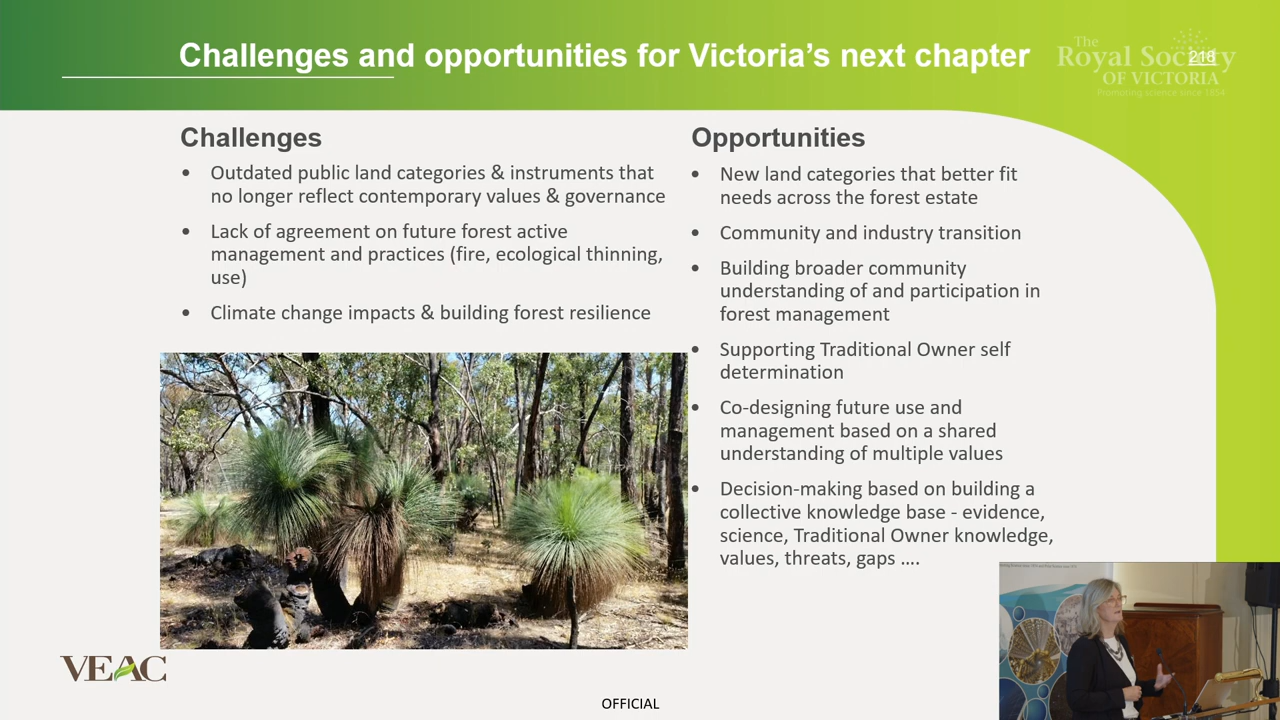 Challenges and opportunities for Victoria's next chapter
The
Royal Society
OF VICTORIA
Promoting science since 1854
218
Challenges
• Outdated public land categories & instruments that
no longer reflect contemporary values & governance
• Lack of agreement on future forest active
management and practices (fire, ecological thinning,
use)
• Climate change impacts & building forest resilience
Opportunities
• New land categories that better fit
needs across the forest estate
• Community and industry transition
• Building broader community
understanding of and participation in
forest management
• Supporting Traditional Owner self
determination
• Co-designing future use and
management based on a shared
understanding of multiple values
• Decision-making based on building a
collective knowledge base - evidence,
science, Traditional Owner knowledge,
values, threats, gaps ....
VEAC
OFFICIAL